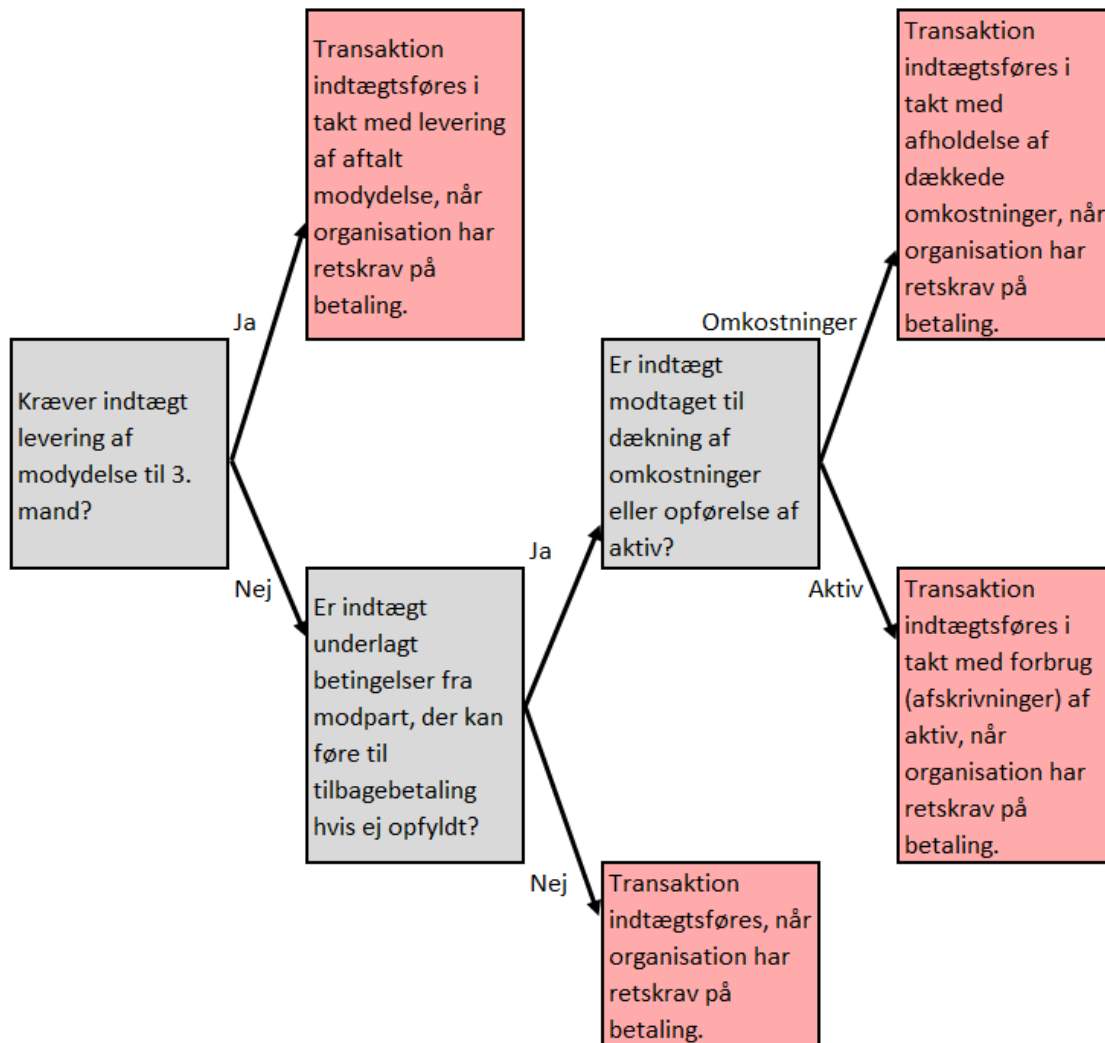 Transaktion
indtægtsføres i
takt med levering
af aftalt
modydelse, når
organisation har
retskrav på
betaling.
Transaktion
indtægtsføres i
takt med
afholdelse af
dækkede
omkostninger, når
organisation har
retskrav på
betaling.
Ja
Omkostninger
Kræver indtægt
levering af
modydelse til 3.
mand?
Er indtægt
modtaget til
dækning af
omkostninger
eller opførelse af
aktiv?
Nej
Ja
Aktiv
Er indtægt
underlagt
betingelser fra
modpart, der kan
føre til
tilbagebetaling
hvis ej opfyldt?
Transaktion
indtægtsføres i
takt med forbrug
(afskrivninger) af
aktiv, når
organisation har
retskrav på
betaling.
Nej
Transaktion
indtægtsføres, når
organisation har
retskrav på
betaling.